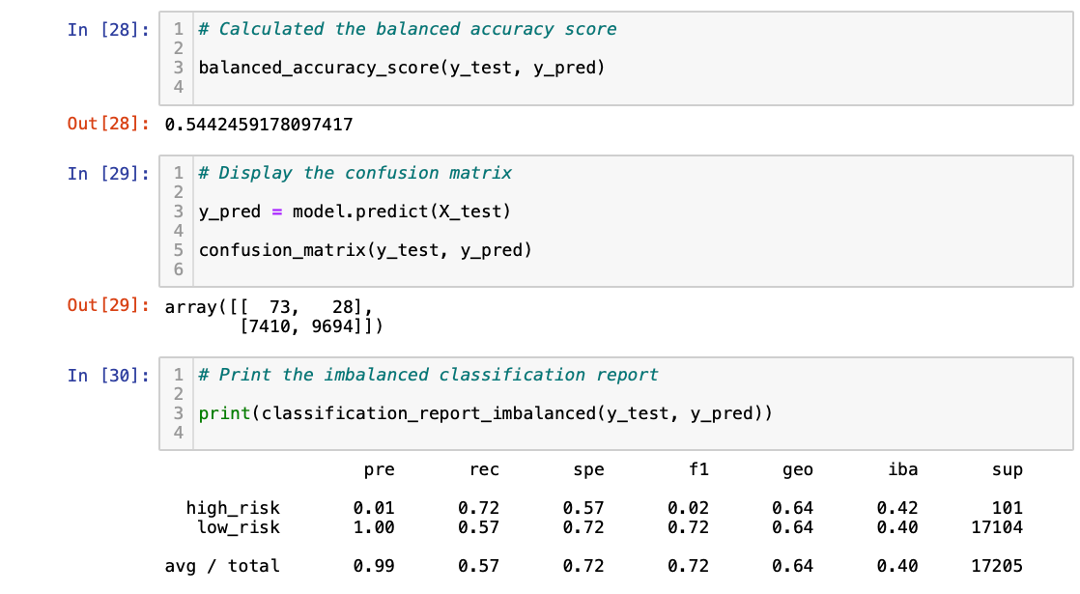 In [28]: 1 # Calculated the balanced accuracy score
2
3 balanced_accuracy_score(y_test, y_pred)
4
Out[28]: 0.5442459178097417
In [29]: 1 # Display the confusion matrix
2
3 y_pred = model.predict(X_test)
4
5 confusion_matrix(y_test, y_pred)
6
Out[29]: array([[ 73, 28],
[7410, 9694]])
In [30]: 1 # Print the imbalanced classification report
2
3 print(classification_report_imbalanced(y_test, y_pred))
4
pre rec spe f1 geo iba sup
high_risk 0.01 0.72 0.57 0.02 0.64 0.42 101
low_risk 1.00 0.57 0.72 0.72 0.64 0.40 17104
avg / total 0.99 0.57 0.72 0.72 0.64 0.40 17205